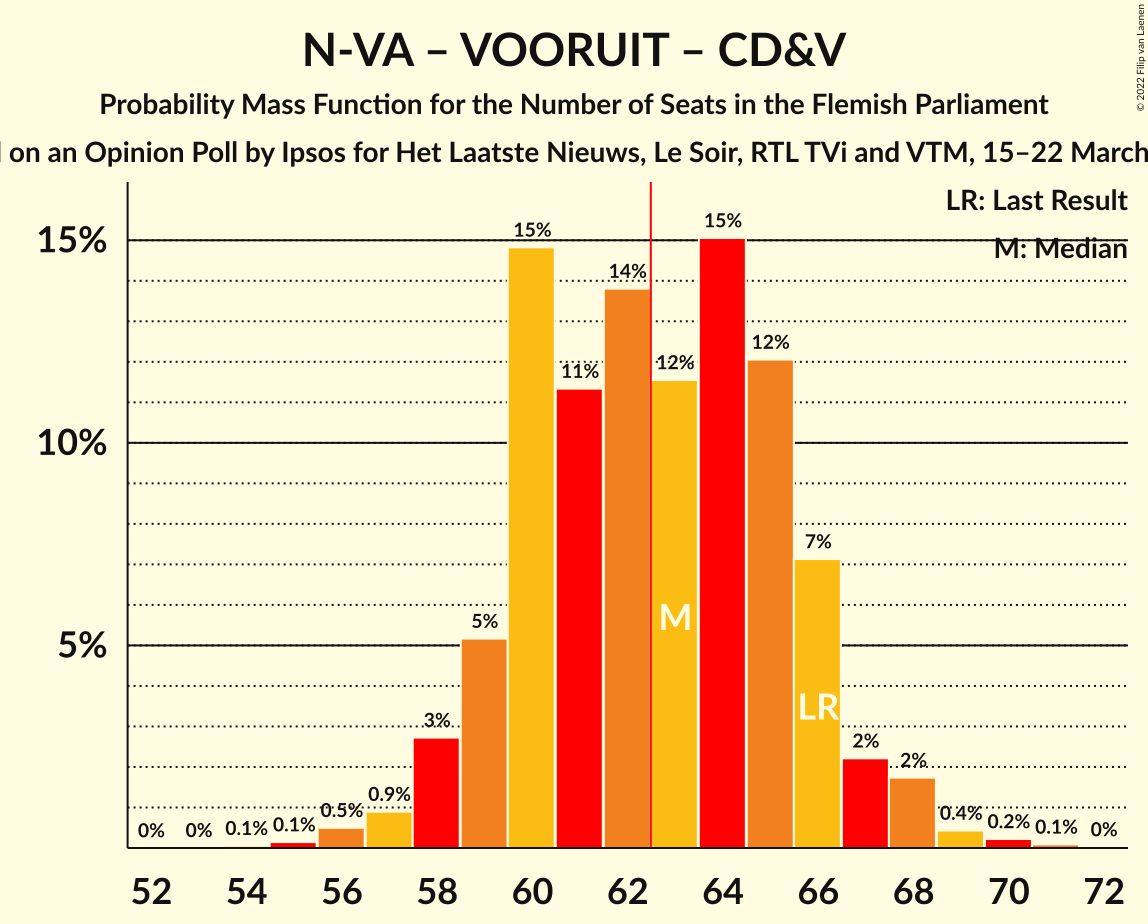 © 2022 Filip van Laenen
N-VA – VOORUIT – CD&V
Probability Mass Function for the Number of Seats in the Flemish Parliament
on an Opinion Poll by Ipsos for Het Laatste Nieuws, Le Soir, RTL TVi and VTM, 15–22 March
LR: Last Result
M: Median
15%
10%
5%
0% 0% 0.1% 0.1% 0.5% 0.9% 3% 5% 15% 11% 14% 12% 15% 12% 7% 2% 2% 0.4% 0.2% 0.1% 0%
M
LR
52 54 56 58 60 62 64 66 68 70 72